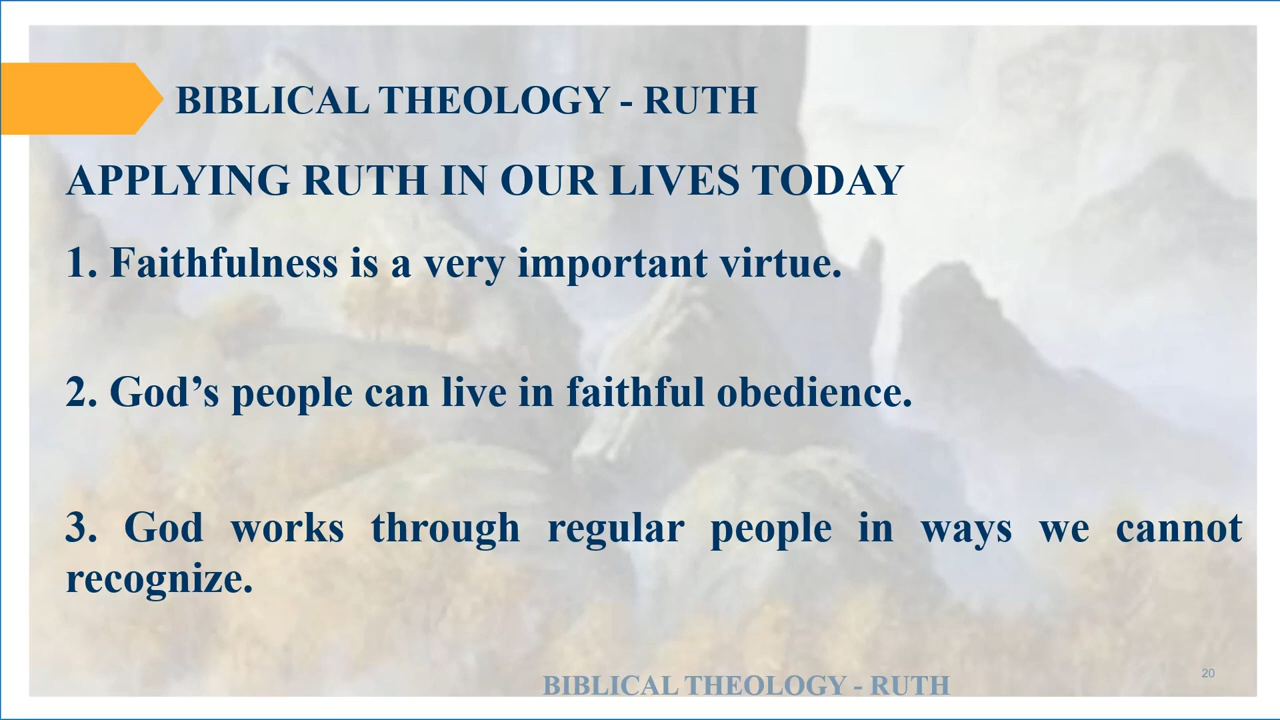 BIBLICAL THEOLOGY - RUTH
APPLYING RUTH IN OUR LIVES TODAY
1. Faithfulness is a very important virtue.
2. God’s people can live in faithful obedience.
3. God works through regular people in ways we cannot
recognize.
20
BIBLICAL THEOLOGY - RUTH